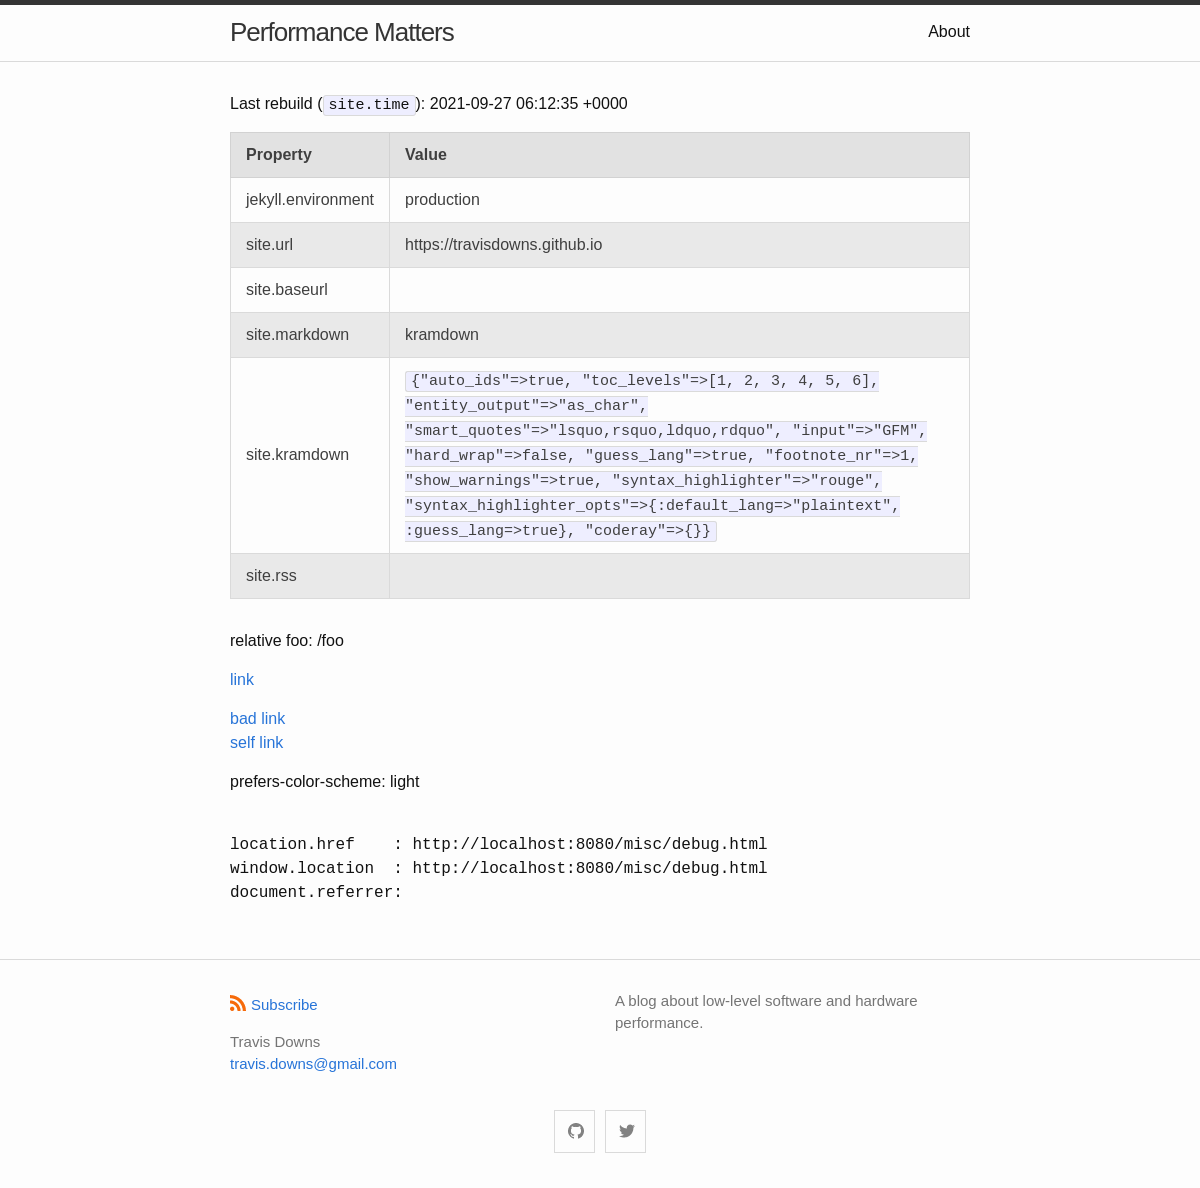 Performance Matters
About
Last rebuild (site.time): 2021-09-27 06:12:35 +0000
Property Value
jekyll.environment production
site.url https://travisdowns.github.io
site.baseurl
site.markdown kramdown
site.kramdown
{"auto_ids"=>true, "toc_levels"=>[1, 2, 3, 4, 5, 6],
"entity_output"=>"as_char",
"smart_quotes"=>"lsquo,rsquo,ldquo,rdquo", "input"=>"GFM",
"hard_wrap"=>false, "guess_lang"=>true, "footnote_nr"=>1,
"show_warnings"=>true, "syntax_highlighter"=>"rouge",
"syntax_highlighter_opts"=>{:default_lang=>"plaintext",
:guess_lang=>true}, "coderay"=>{}}
site.rss
relative foo: /foo
link
bad link
self link
prefers-color-scheme: light
location.href    : http://localhost:8080/misc/debug.html
window.location  : http://localhost:8080/misc/debug.html
document.referrer:
Subscribe
Travis Downs
travis.downs@gmail.com
A blog about low-level software and hardware
performance.